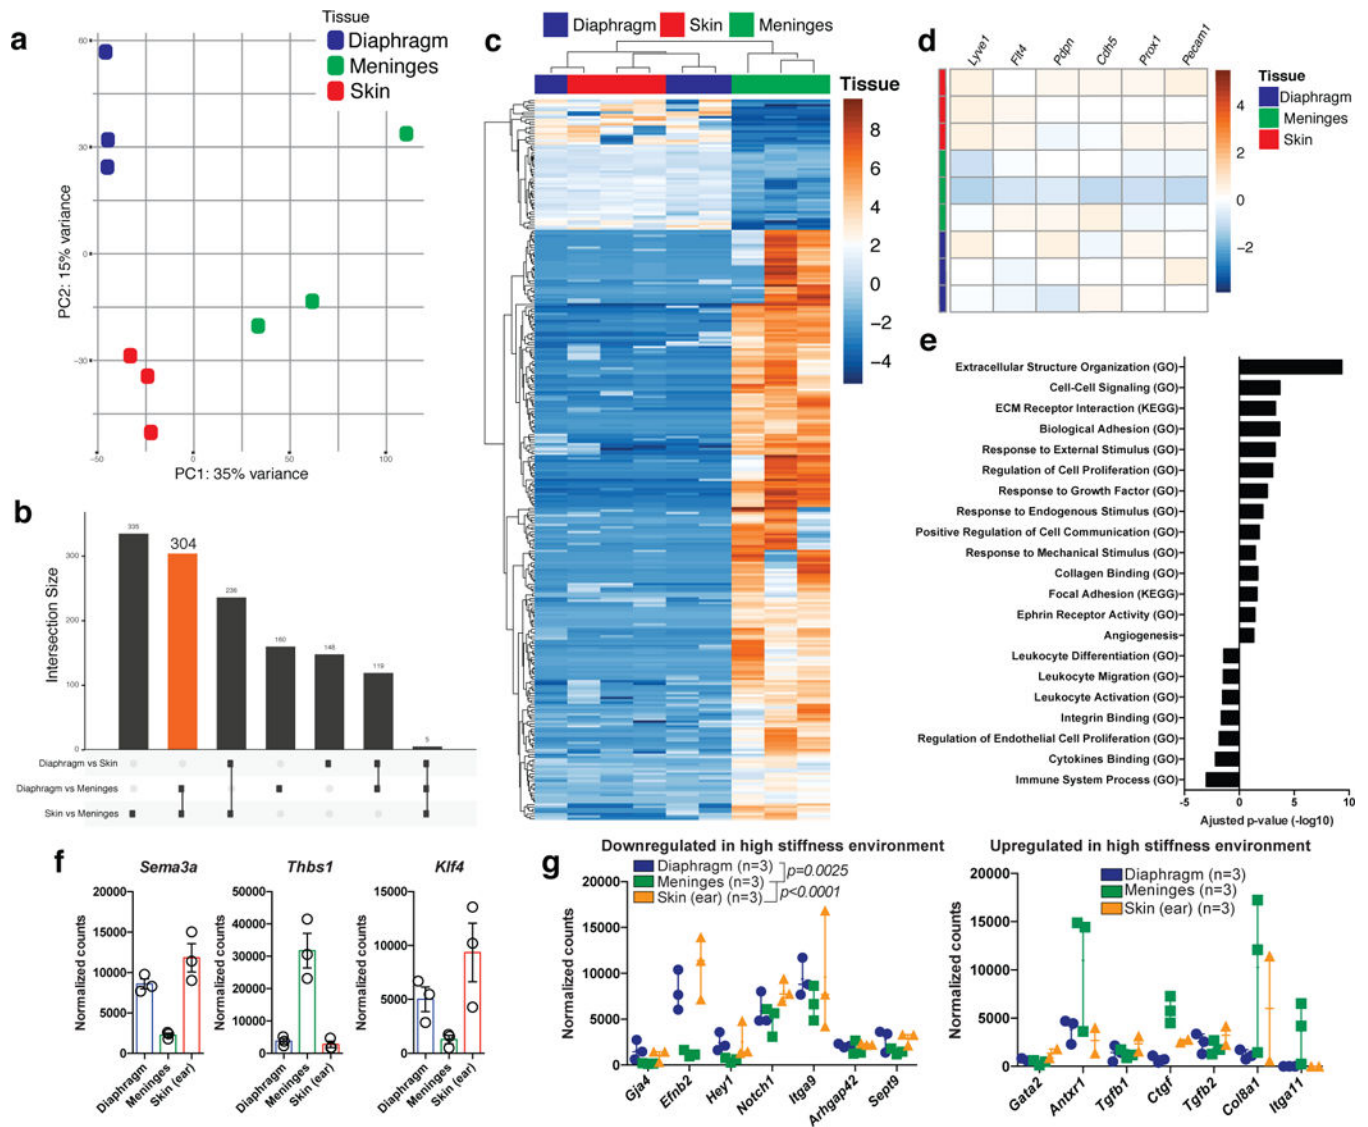 a
Tissue
Diaphragm
Meninges
Skin
60
30
0
−30
−50
0
50
100
PC2: 15% variance
PC1: 35% variance
b
Intersection Size
300
200
100
0
335
304
236
160
148
119
5
Diaphragm vs Skin
Diaphragm vs Meninges
Skin vs Meninges
c
Diaphragm Skin Meninges
Tissue
8
6
4
2
0
−2
−4
d
Lyve1 Flt4 Pdpn Cdh5 Prox1 Pecam1
4
2
0
−2
Tissue
Diaphragm
Meninges
Skin
e
Extracellular Structure Organization (GO)
Cell-Cell Signaling (GO)
ECM Receptor Interaction (KEGG)
Biological Adhesion (GO)
Response to External Stimulus (GO)
Regulation of Cell Proliferation (GO)
Response to Growth Factor (GO)
Response to Endogenous Stimulus (GO)
Positive Regulation of Cell Communication (GO)
Response to Mechanical Stimulus (GO)
Collagen Binding (GO)
Focal Adhesion (KEGG)
Ephrin Receptor Activity (GO)
Angiogenesis
Leukocyte Differentiation (GO)
Leukocyte Migration (GO)
Leukocyte Activation (GO)
Integrin Binding (GO)
Regulation of Endothelial Cell Proliferation (GO)
Cytokines Binding (GO)
Immune System Process (GO)
-5 0 5 10
Ajusted p-value (-log10)
f
Sema3a
Normalized counts
20000
15000
10000
5000
0
Diaphragm
Meninges
Skin (ear)
Thbs1
Normalized counts
50000
40000
30000
20000
10000
0
Diaphragm
Meninges
Skin (ear)
Klf4
Normalized counts
15000
10000
5000
0
Diaphragm
Meninges
Skin (ear)
g
Downregulated in high stiffness environment
Diaphragm (n=3)
Meninges (n=3)
Skin (ear) (n=3)
p=0.0025
p<0.0001
Normalized counts
20000
15000
10000
5000
0
Gja4 Efnb2 Hey1 Notch1 Itga9 Arhgap42 Sept9
Upregulated in high stiffness environment
Diaphragm (n=3)
Meninges (n=3)
Skin (ear) (n=3)
Normalized counts
20000
15000
10000
5000
0
Gata2 Antxr1 Tgfb1 Ctgf Tgfb2 Col8a1 Itga11